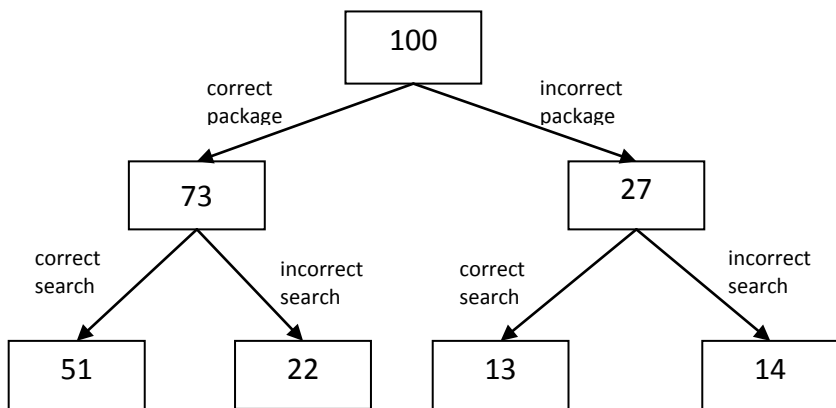 100
correct
package
incorrect
package
73
27
correct
search
incorrect
search
correct
search
incorrect
search
51
22
13
14